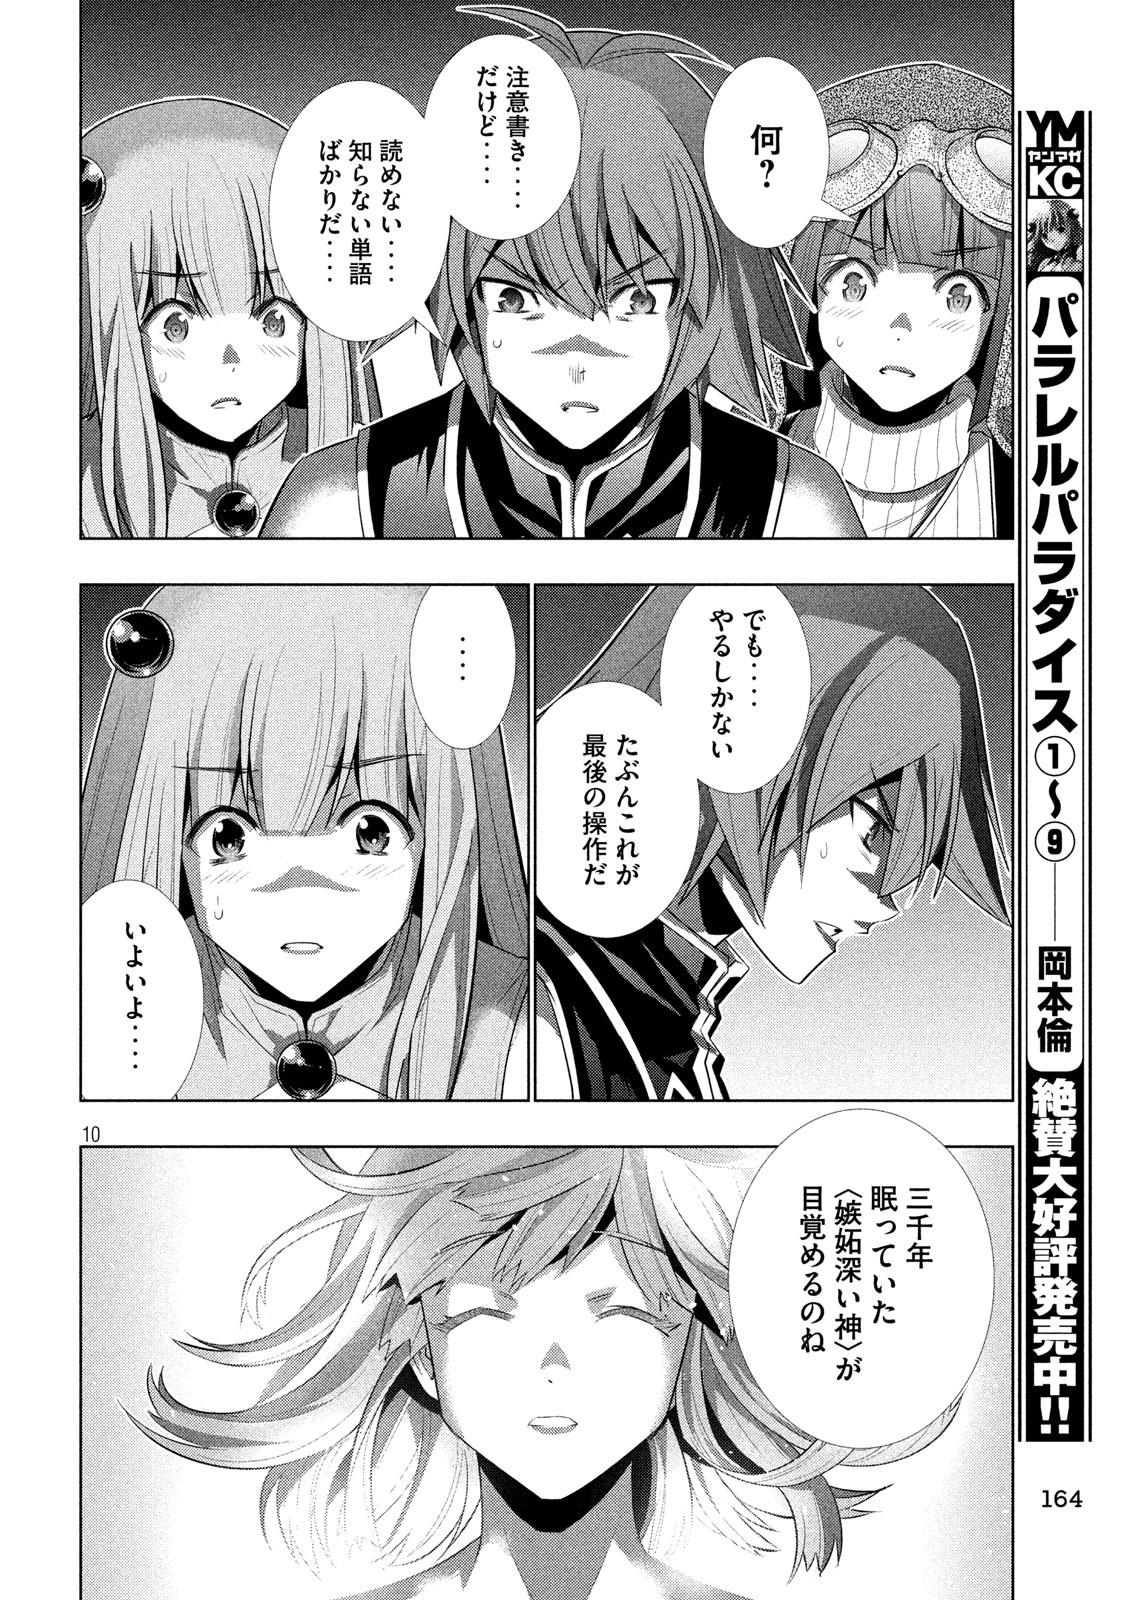 何?
注意書き‥‥
だけど‥‥
読めない‥‥
知らない単語
ばかりだ‥‥
でも‥‥
やるしかない
たぶんこれが
最後の操作だ
‥‥
いよいよ‥‥
三千年
眠っていた
〈嫉妬深い神〉が
目覚めるのね
10
YM
ヤンマガ
KC
パラレルパラダイス①〜⑨――岡本倫 絶賛大好評発売中!!
164